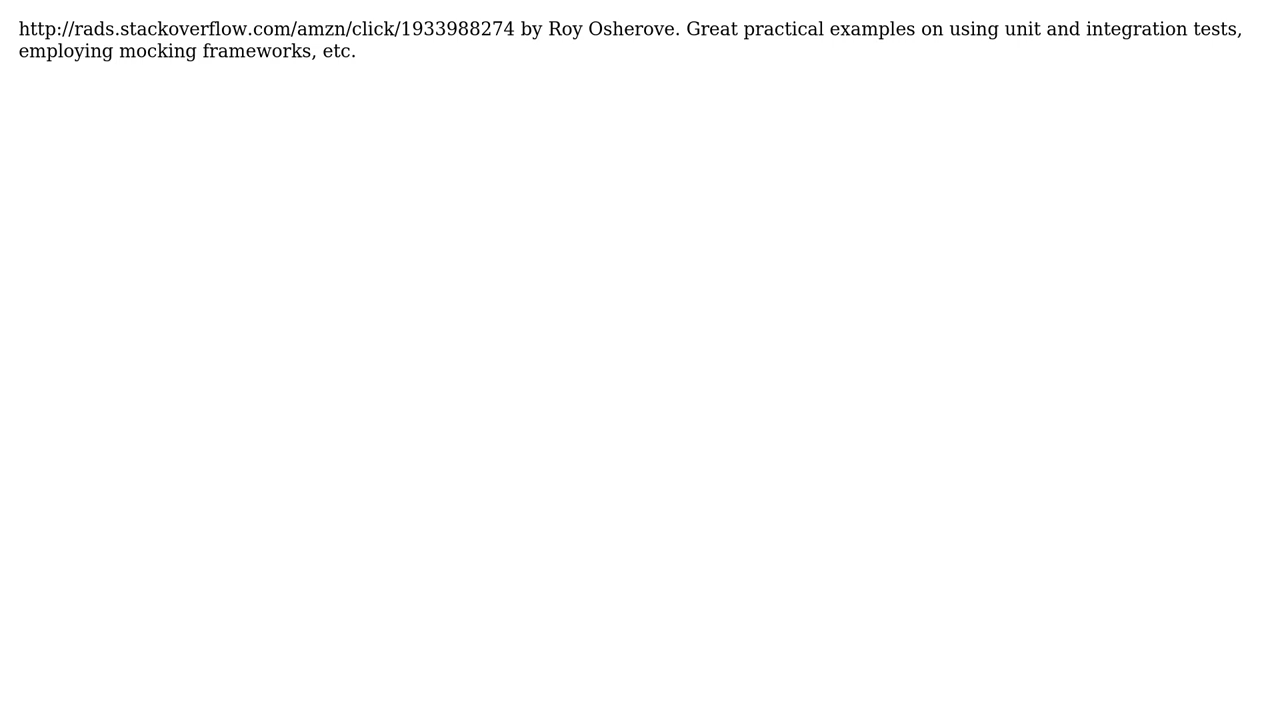 http://rads.stackoverflow.com/amzn/click/1933988274 by Roy Osherove. Great practical examples on using unit and integration tests,
employing mocking frameworks, etc.